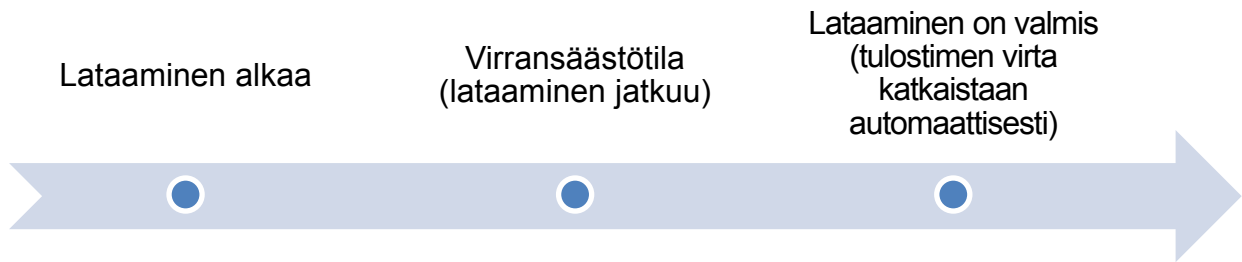 Lataaminen alkaa
Virransäästötila
(lataaminen jatkuu)
Lataaminen on valmis
(tulostimen virta
katkaistaan
automaattisesti)